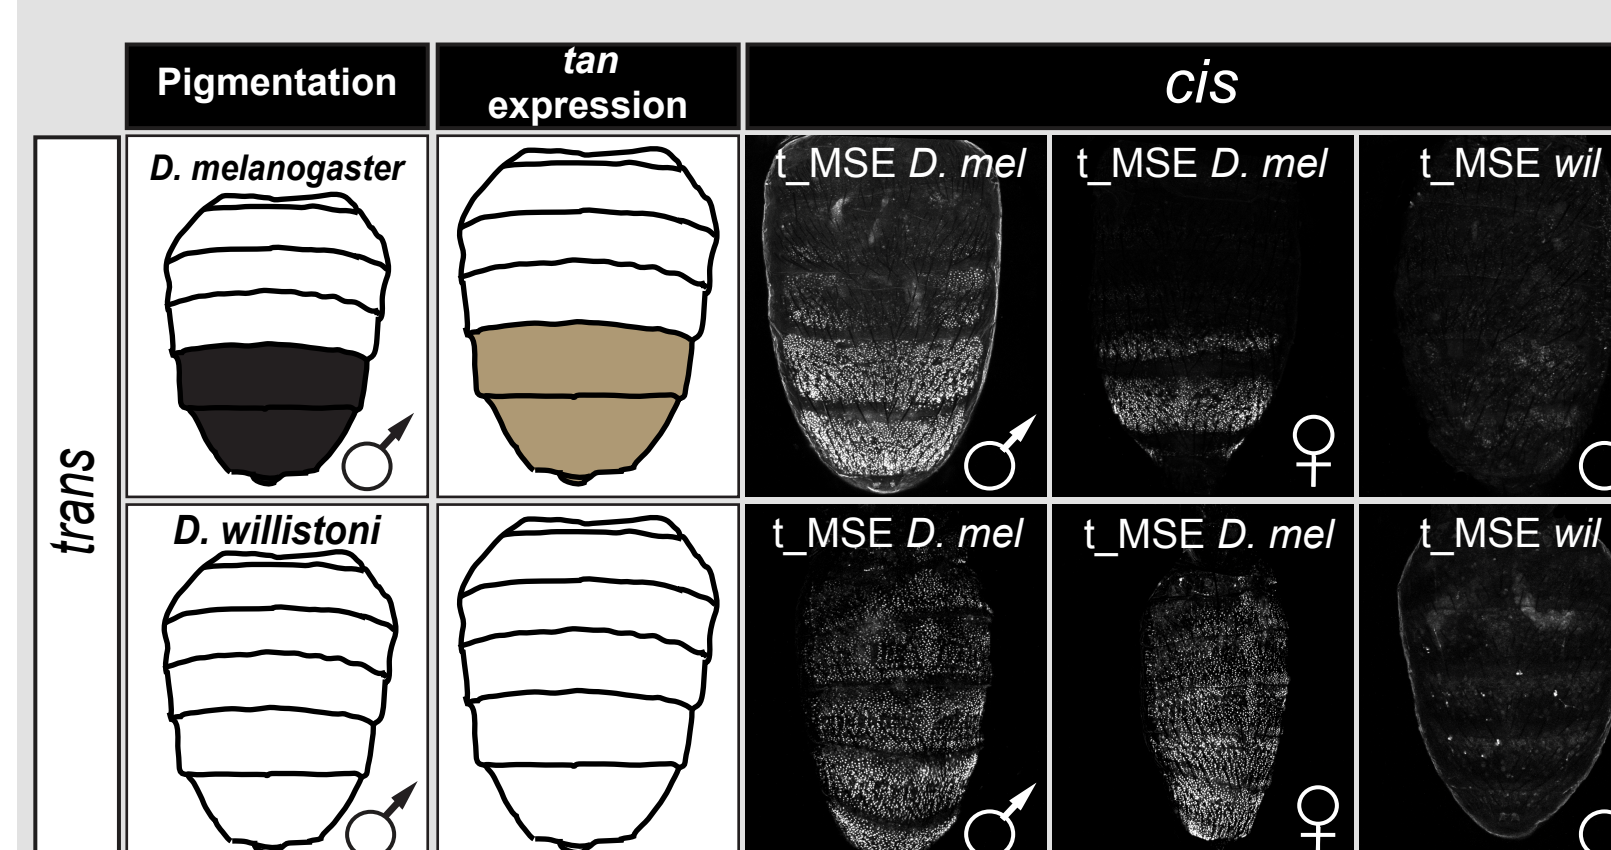 Pigmentation
tan
expression
cis
trans
D. melanogaster
t_MSE D. mel
t_MSE D. mel
t_MSE wil
D. willistoni
t_MSE D. mel
t_MSE D. mel
t_MSE wil